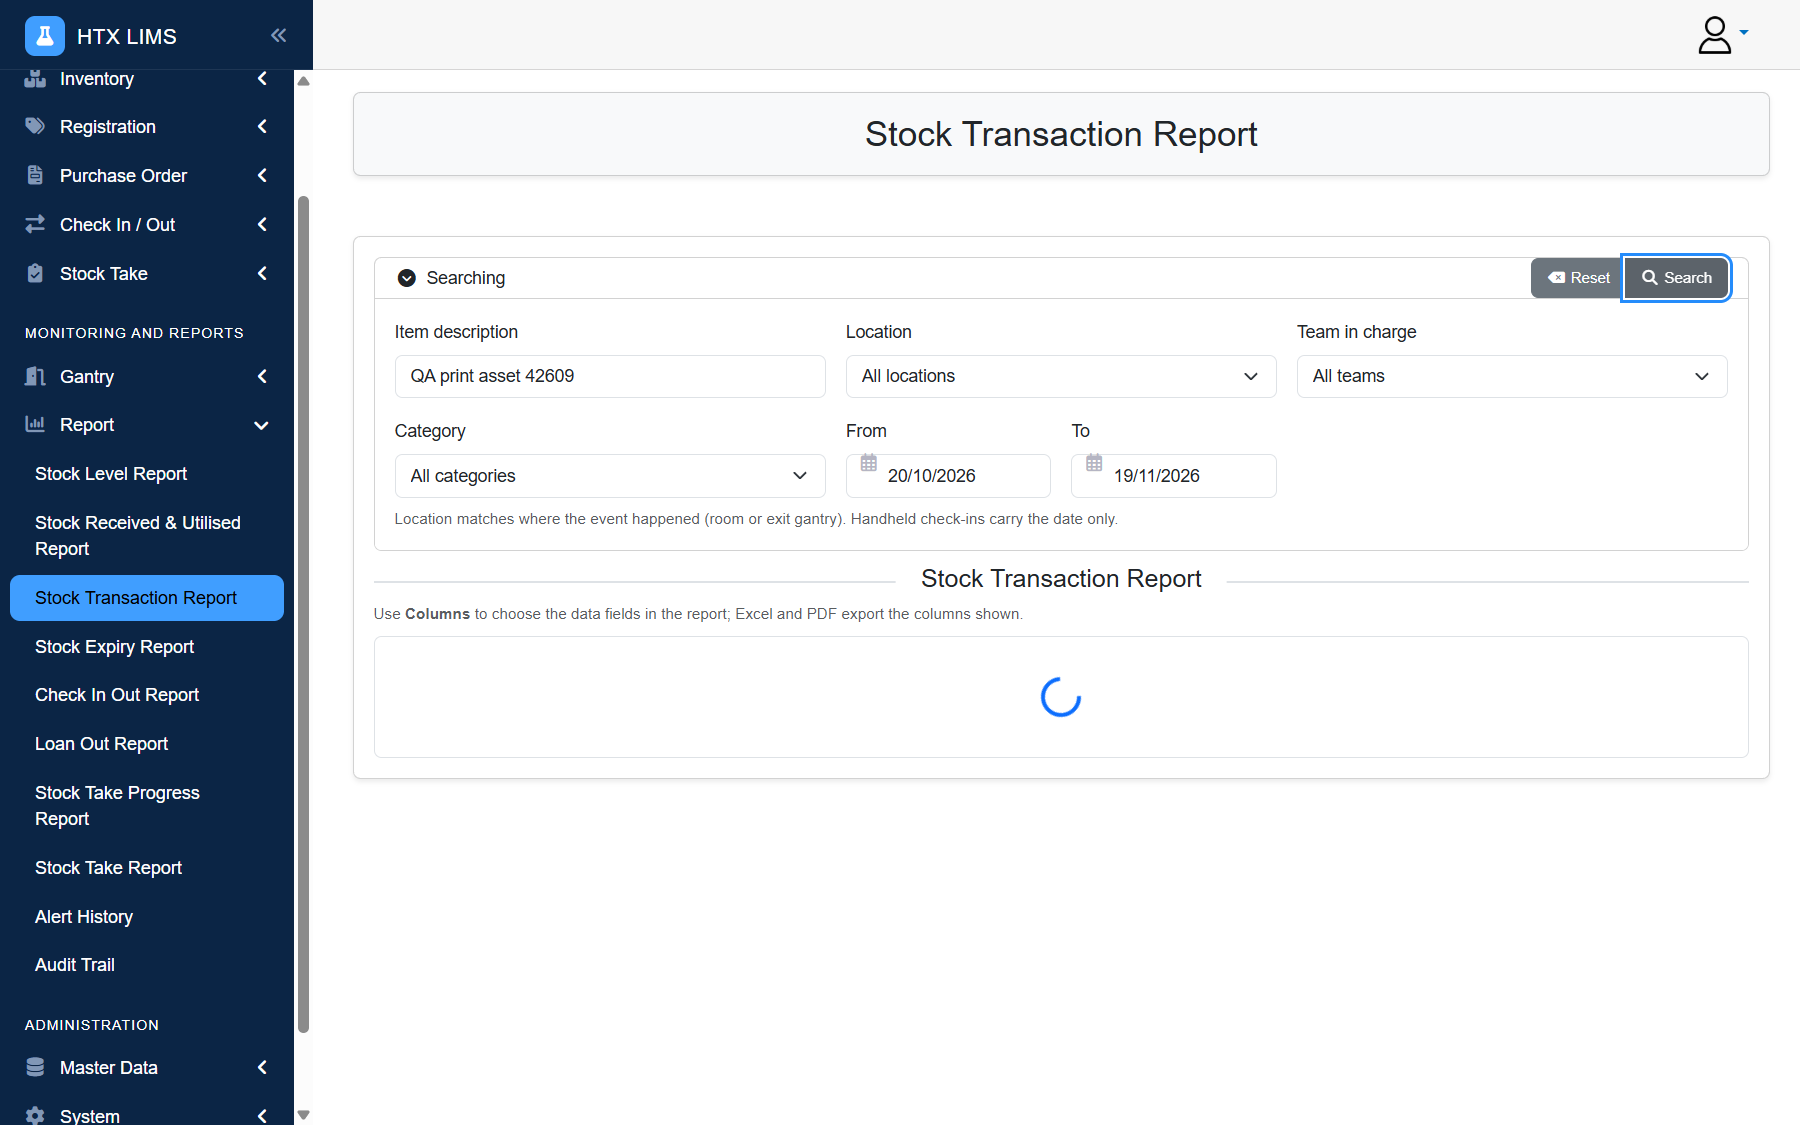 HTX LIMS
Inventory
Registration
Purchase Order
Check In / Out
Stock Take
MONITORING AND REPORTS
Gantry
Report
Stock Level Report
Stock Received & Utilised
Report
Stock Transaction Report
Stock Expiry Report
Check In Out Report
Loan Out Report
Stock Take Progress
Report
Stock Take Report
Alert History
Audit Trail
ADMINISTRATION
Master Data
System
Stock Transaction Report
Searching
Reset
Search
Item description
Location
Team in charge
QA print asset 42609
All locations
All teams
Category
From
To
All categories
20/10/2026
19/11/2026
Location matches where the event happened (room or exit gantry). Handheld check-ins carry the date only.
Stock Transaction Report
Use Columns to choose the data fields in the report; Excel and PDF export the columns shown.